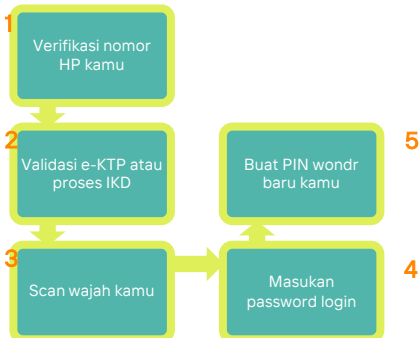 1
Verifikasi nomor
HP kamu
2
Validasi e-KTP atau
proses IKD
3
Scan wajah kamu
4
Masukan
password login
5
Buat PIN wondr
baru kamu